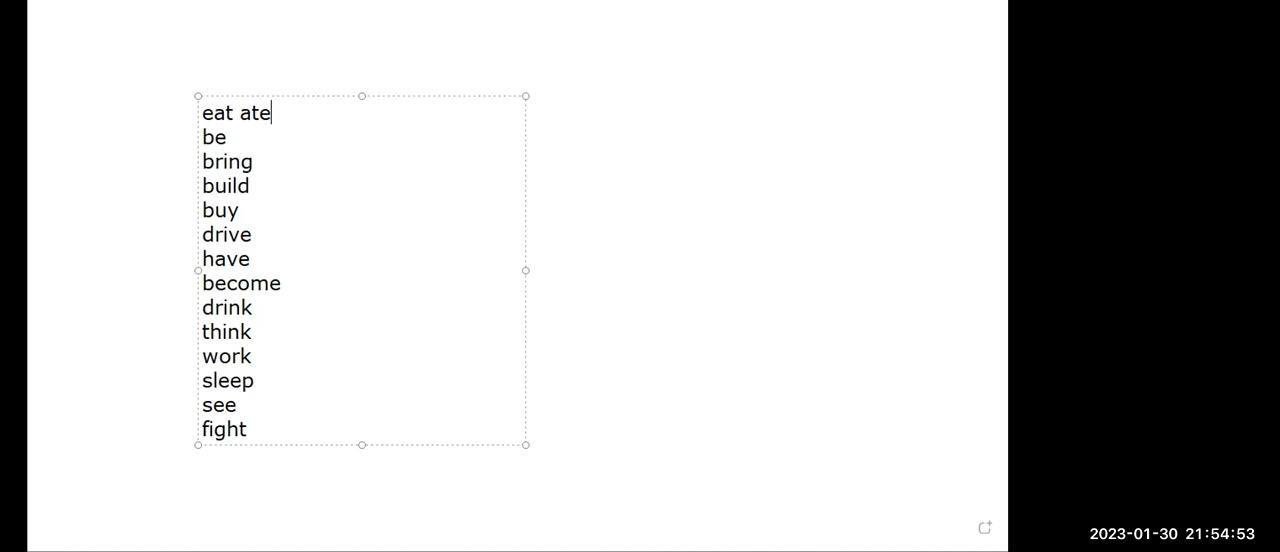 eat ate
be
bring
build
buy
drive
have
become
drink
think
work
sleep
see
fight
2023-01-30 21:54:53